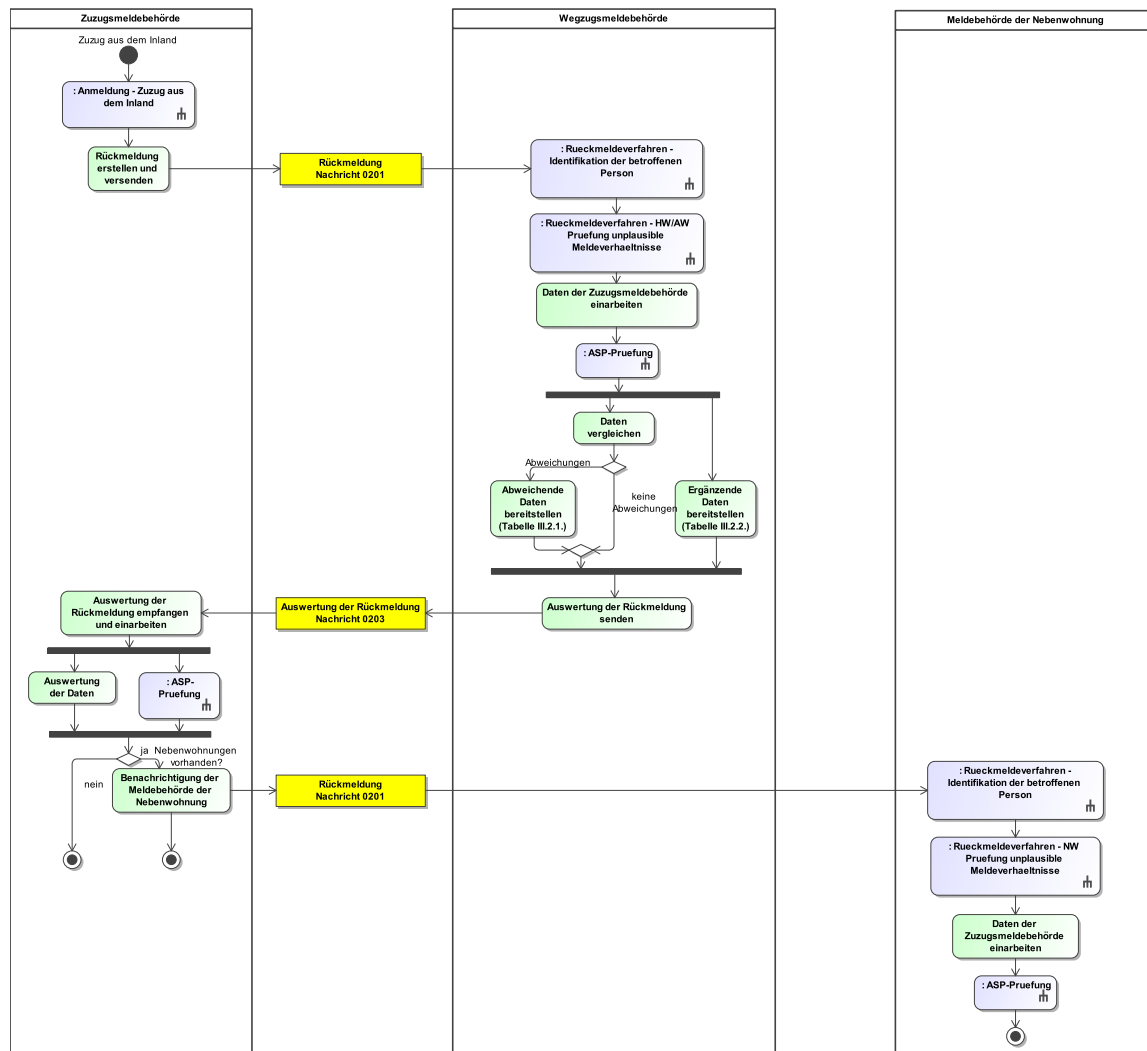 Zuzugsmeldebehörde
Wegzugsmeldebehörde
Meldebehörde der Nebenwohnung
Zuzug aus dem Inland
: Anmeldung - Zuzug aus
dem Inland
Rückmeldung
erstellen und
versenden
Rückmeldung
Nachricht 0201
: Rueckmeldeverfahren -
Identifikation der betroffenen
Person
: Rueckmeldeverfahren - HW/AW
Pruefung unplausible
Meldeverhaeltnisse
Daten der Zuzugsmeldebehörde
einarbeiten
: ASP-Pruefung
Daten
vergleichen
Abweichungen
Abweichende
Daten
bereitstellen
(Tabelle III.2.1.)
keine
Abweichungen
Ergänzende
Daten
bereitstellen
(Tabelle III.2.2.)
Auswertung der Rückmeldung
senden
Auswertung der Rückmeldung
Nachricht 0203
Auswertung der
Rückmeldung empfangen
und einarbeiten
Auswertung
der Daten
: ASP-
Pruefung
ja Nebenwohnungen
vorhanden?
nein
Benachrichtigung der
Meldebehörde der
Nebenwohnung
Rückmeldung
Nachricht 0201
: Rueckmeldeverfahren -
Identifikation der betroffenen
Person
: Rueckmeldeverfahren - NW
Pruefung unplausible
Meldeverhaeltnisse
Daten der
Zuzugsmeldebehörde
einarbeiten
: ASP-Pruefung